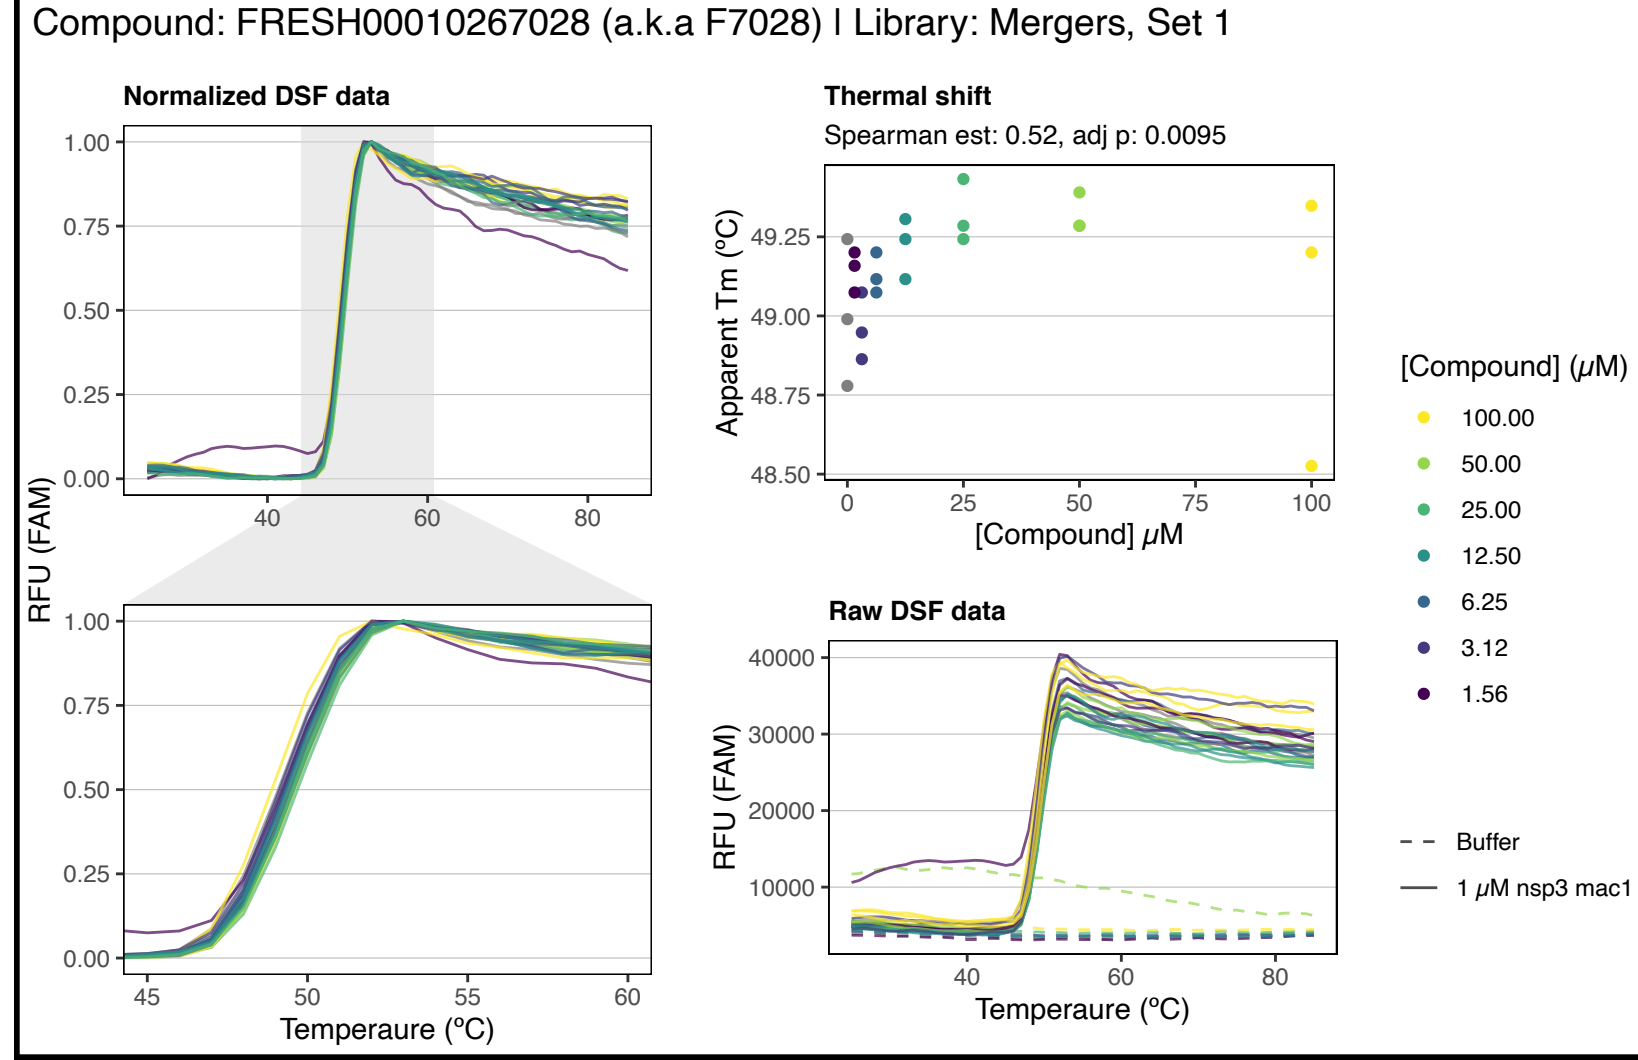 Compound: FRESH00010267028 (a.k.a F7028) | Library: Mergers, Set 1
Normalized DSF data
1.00
0.75
0.50
0.25
0.00
40
60
80
RFU (FAM)
1.00
0.75
0.50
0.25
0.00
45
50
55
60
Temperaure (ºC)
Thermal shift
Spearman est: 0.52, adj p: 0.0095
Apparent Tm (ºC)
49.25
49.00
48.75
48.50
0
25
50
75
100
[Compound] µM
Raw DSF data
RFU (FAM)
40000
30000
20000
10000
40
60
80
Temperaure (ºC)
[Compound] (µM)
100.00
50.00
25.00
12.50
6.25
3.12
1.56
Buffer
1 µM nsp3 mac1